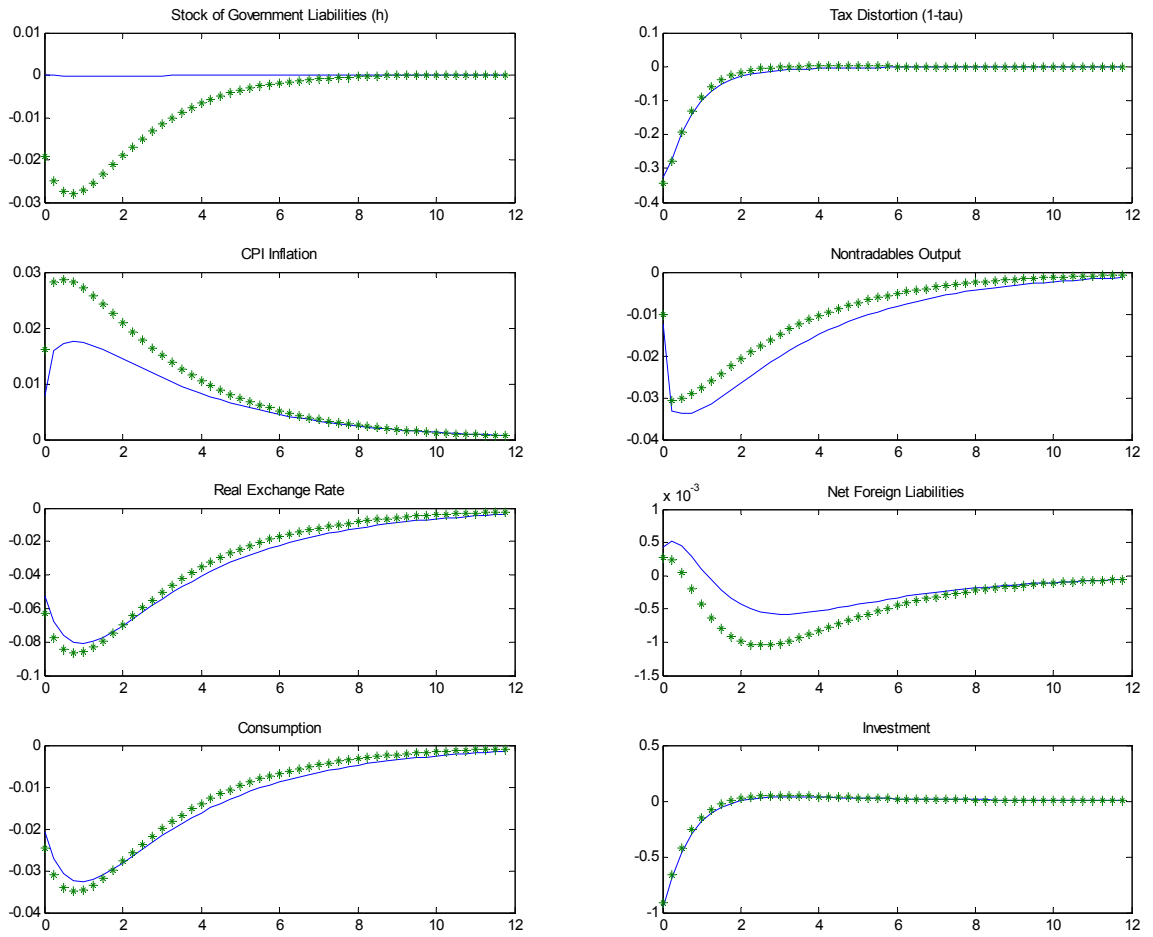 Stock of Government Liabilities (h)
0.01
0
-0.01
-0.02
-0.03
0 2 4 6 8 10 12
Tax Distortion (1-tau)
0.1
0
-0.1
-0.2
-0.3
-0.4
0 2 4 6 8 10 12
CPI Inflation
0.03
0.02
0.01
0
0 2 4 6 8 10 12
Nontradables Output
0
-0.01
-0.02
-0.03
-0.04
0 2 4 6 8 10 12
Real Exchange Rate
0
-0.02
-0.04
-0.06
-0.08
-0.1
0 2 4 6 8 10 12
Net Foreign Liabilities
x 10^-3
1
0.5
0
-0.5
-1
-1.5
0 2 4 6 8 10 12
Consumption
0
-0.01
-0.02
-0.03
-0.04
0 2 4 6 8 10 12
Investment
0.5
0
-0.5
-1
0 2 4 6 8 10 12